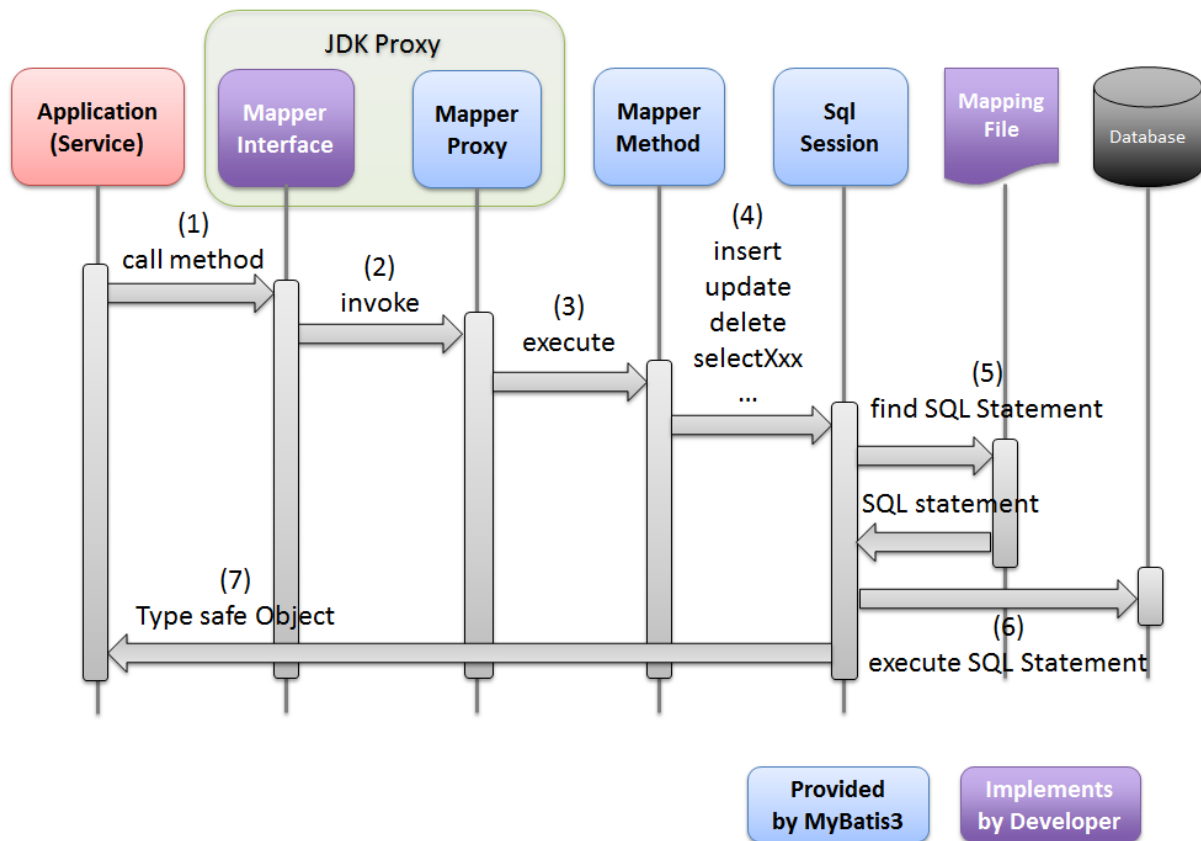 JDK Proxy
Application
(Service)
Mapper
Interface
Mapper
Proxy
Mapper
Method
Sql
Session
Mapping
File
Database
(1)
call method
(2)
invoke
(3)
execute
(4)
insert
update
delete
selectXxx
...
(5)
find SQL Statement
SQL statement
(6)
execute SQL Statement
(7)
Type safe Object
Provided
by MyBatis3
Implements
by Developer